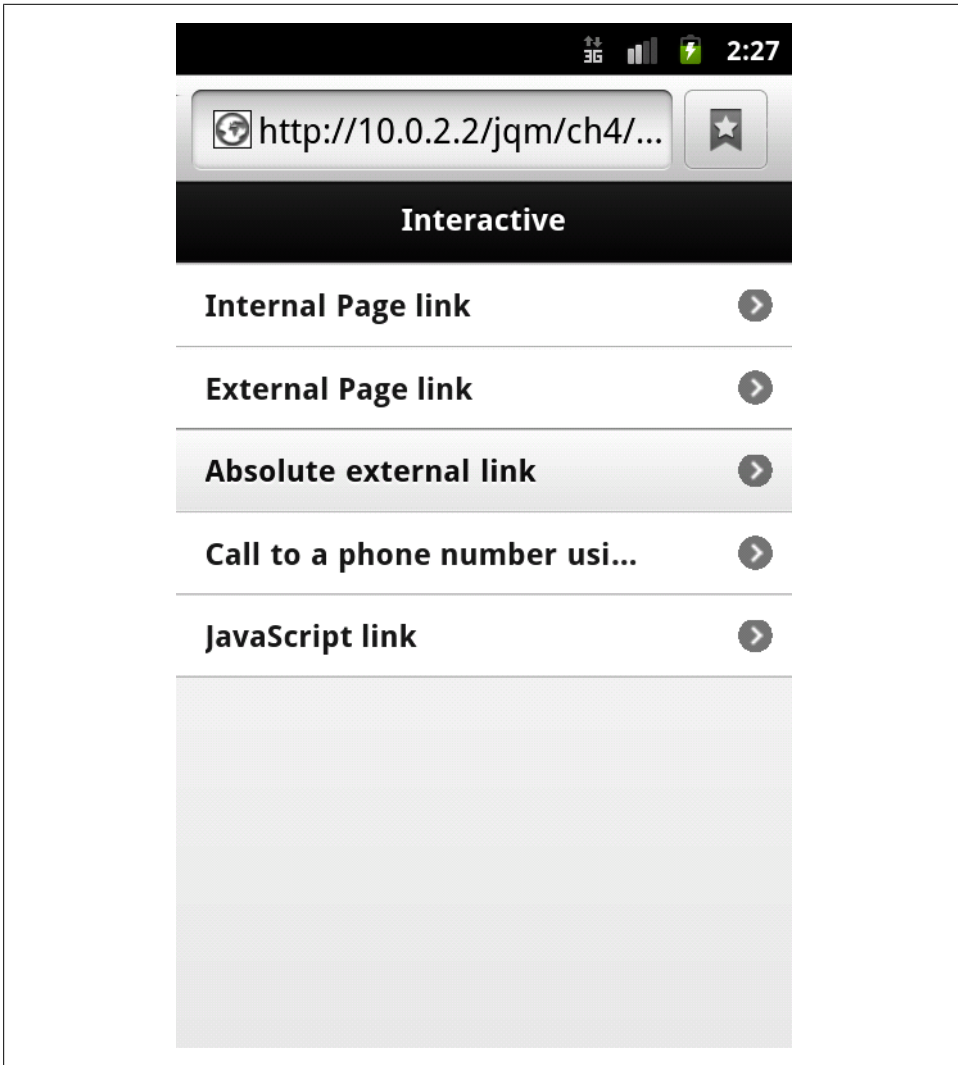 3G 2:27
http://10.0.2.2/jqm/ch4/...
Interactive
Internal Page link
External Page link
Absolute external link
Call to a phone number usi...
JavaScript link